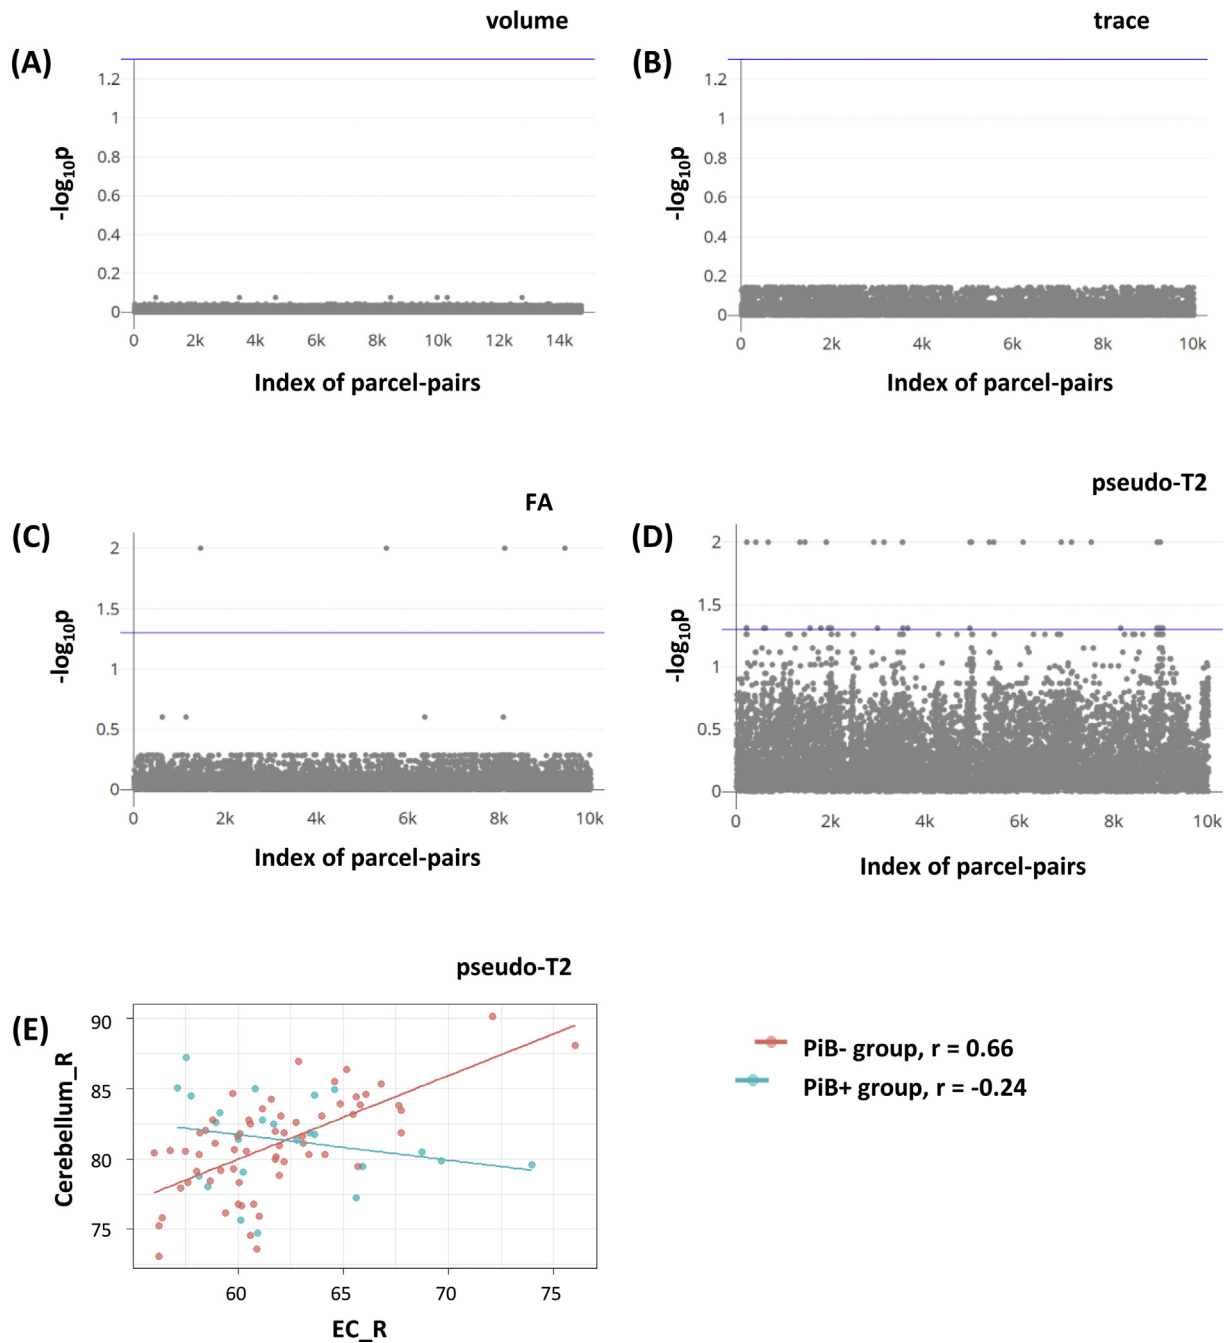 volume
(A)
1.2
1
0.8
0.6
0.4
0.2
0
-log10p
0 2k 4k 6k 8k 10k 12k 14k
Index of parcel-pairs
trace
(B)
1.2
1
0.8
0.6
0.4
0.2
0
-log10p
0 2k 4k 6k 8k 10k
Index of parcel-pairs
FA
(C)
2
1.5
1
0.5
0
-log10p
0 2k 4k 6k 8k 10k
Index of parcel-pairs
pseudo-T2
(D)
2
1.5
1
0.5
0
-log10p
0 2k 4k 6k 8k 10k
Index of parcel-pairs
pseudo-T2
(E)
90
85
80
75
Cerebellum_R
60 65 70 75
EC_R
PiB- group, r = 0.66
PiB+ group, r = -0.24